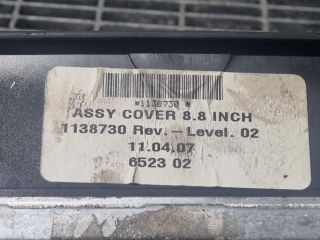 *1138730*
ASSY COVER 8.8 INCH
1138730 Rev.-Level. 02
11.04.07
6523 02